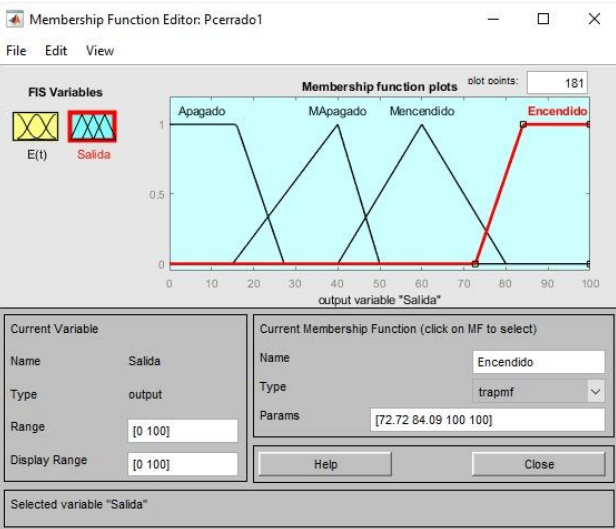 Membership Function Editor: Pcerrado1
File Edit View
FIS Variables
E(t)
Salida
Membership function plots
plot points:
181
Apagado MApagado Mencendido Encendido
1
0.5
0
0 10 20 30 40 50 60 70 80 90 100
output variable "Salida"
Current Variable
Name Salida
Type output
Range [0 100]
Display Range [0 100]
Current Membership Function (click on MF to select)
Name Encendido
Type trapmf
Params [72.72 84.09 100 100]
Help Close
Selected variable "Salida"